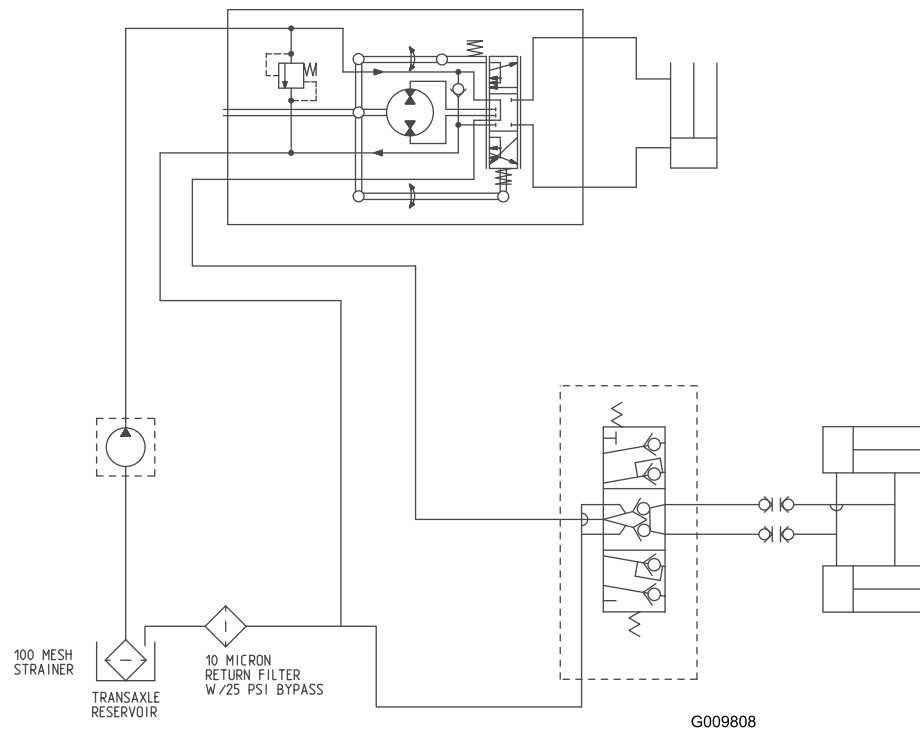 100 MESH
STRAINER
TRANSAXLE
RESERVOIR
10 MICRON
RETURN FILTER
W/25 PSI BYPASS
G009808